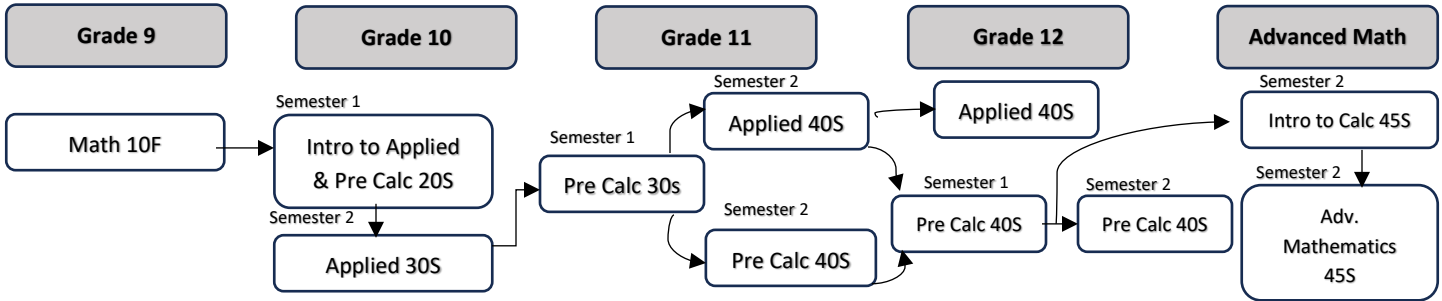 Grade 9
Grade 10
Grade 11
Grade 12
Advanced Math
Math 10F
Semester 1
Intro to Applied
& Pre Calc 20S
Semester 2
Applied 30S
Semester 1
Pre Calc 30s
Semester 2
Applied 40S
Semester 2
Pre Calc 40S
Applied 40S
Semester 1
Pre Calc 40S
Semester 2
Pre Calc 40S
Semester 2
Intro to Calc 45S
Semester 2
Adv.
Mathematics
45S